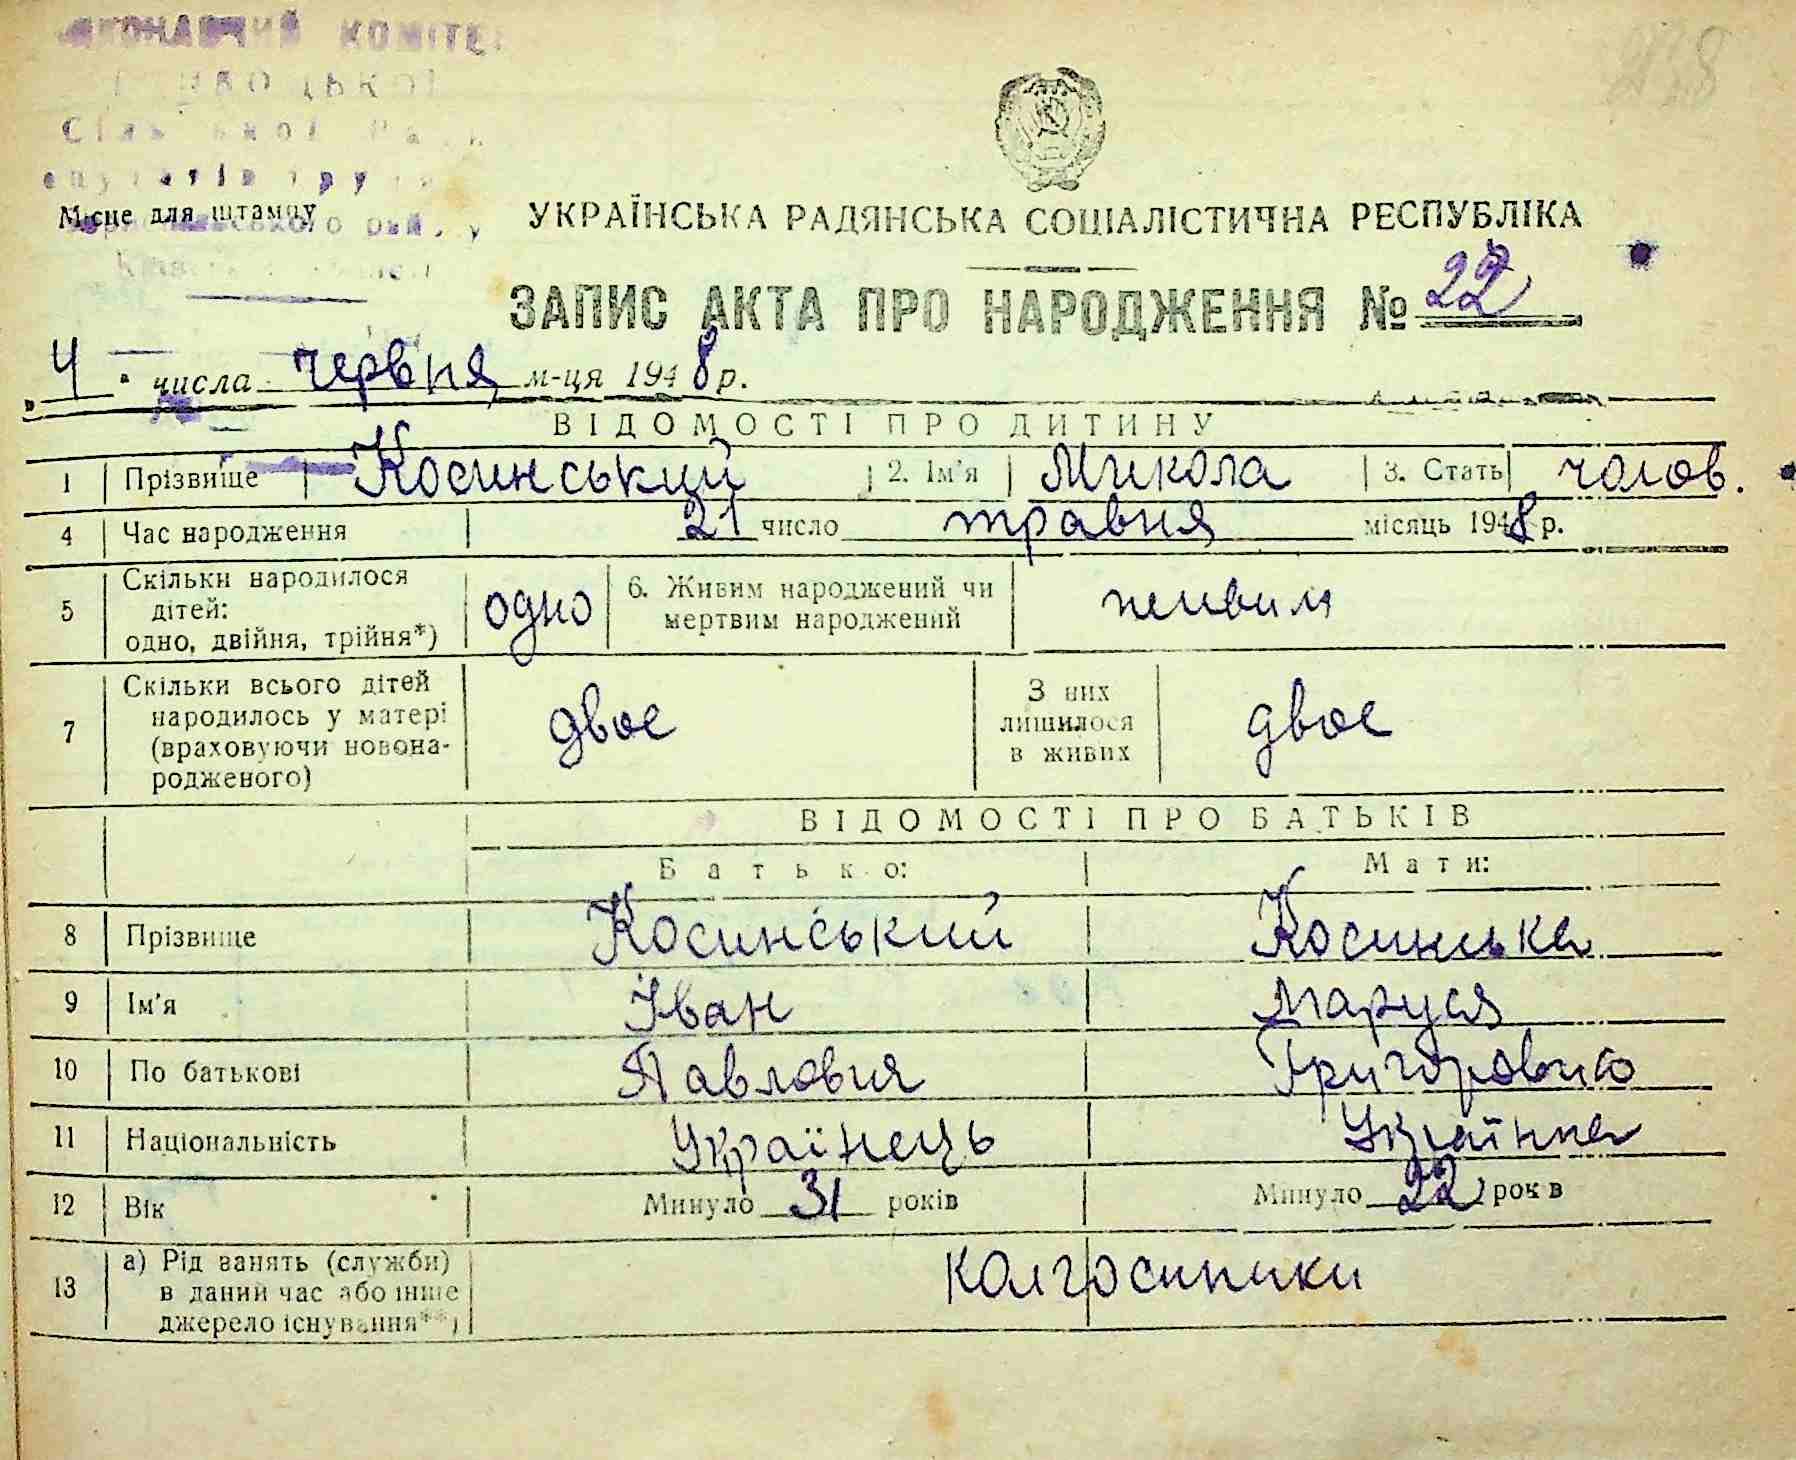 КОМІТЕ
Місце для штампу
УКРАЇНСЬКА РАДЯНСЬКА СОЦІАЛІСТИЧНА РЕСПУБЛІКА
ЗАПИС АКТА ПРО НАРОДЖЕННЯ № 22
„ 4 " числа червня м-ця 1948 р.
ВІДОМОСТІ ПРО ДИТИНУ
1 Прізвище Косинський 2. Ім'я Микола 3. Стать чолов.
4 Час народження 21 число травня місяць 1948 р.
5 Скільки народилося дітей: одно, двійня, трійня*) одно 6. Живим народжений чи мертвим народжений живим
7 Скільки всього дітей народилось у матері (враховуючи новонародженого) двоє З них лишилося в живих двоє
ВІДОМОСТІ ПРО БАТЬКІВ
Батько: Мати:
8 Прізвище Косинський Косинська
9 Ім'я Іван Маруся
10 По батькові Павлович Григоровна
11 Національність Українець Українка
12 Вік Минуло 31 років Минуло 22 років
13 а) Рід занять (служби) в даний час або інше джерело існування**) колгоспники